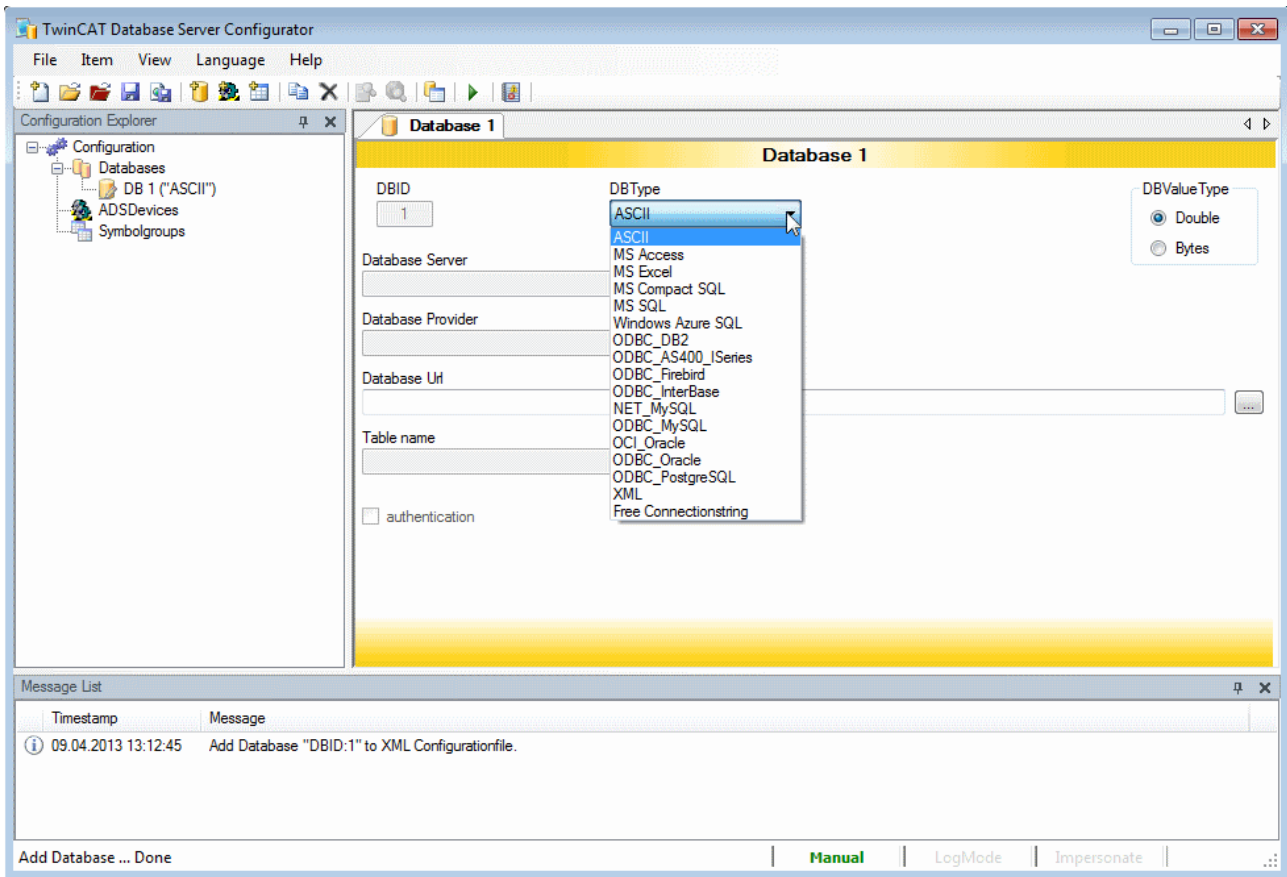 TwinCAT Database Server Configurator
File Item View Language Help
Configuration Explorer
Configuration
Databases
DB 1 ("ASCII")
ADSDevices
Symbolgroups
Database 1
Database 1
DBID
1
DBType
ASCII
ASCII
MS Access
MS Excel
MS Compact SQL
MS SQL
Windows Azure SQL
ODBC_DB2
ODBC_AS400_ISeries
ODBC_Firebird
ODBC_InterBase
NET_MySQL
ODBC_MySQL
OCI_Oracle
ODBC_Oracle
ODBC_PostgreSQL
XML
Free Connectionstring
DBValueType
Double
Bytes
Database Server
Database Provider
Database Url
...
Table name
authentication
Message List
Timestamp Message
09.04.2013 13:12:45 Add Database "DBID:1" to XML Configurationfile.
Add Database ... Done Manual LogMode Impersonate